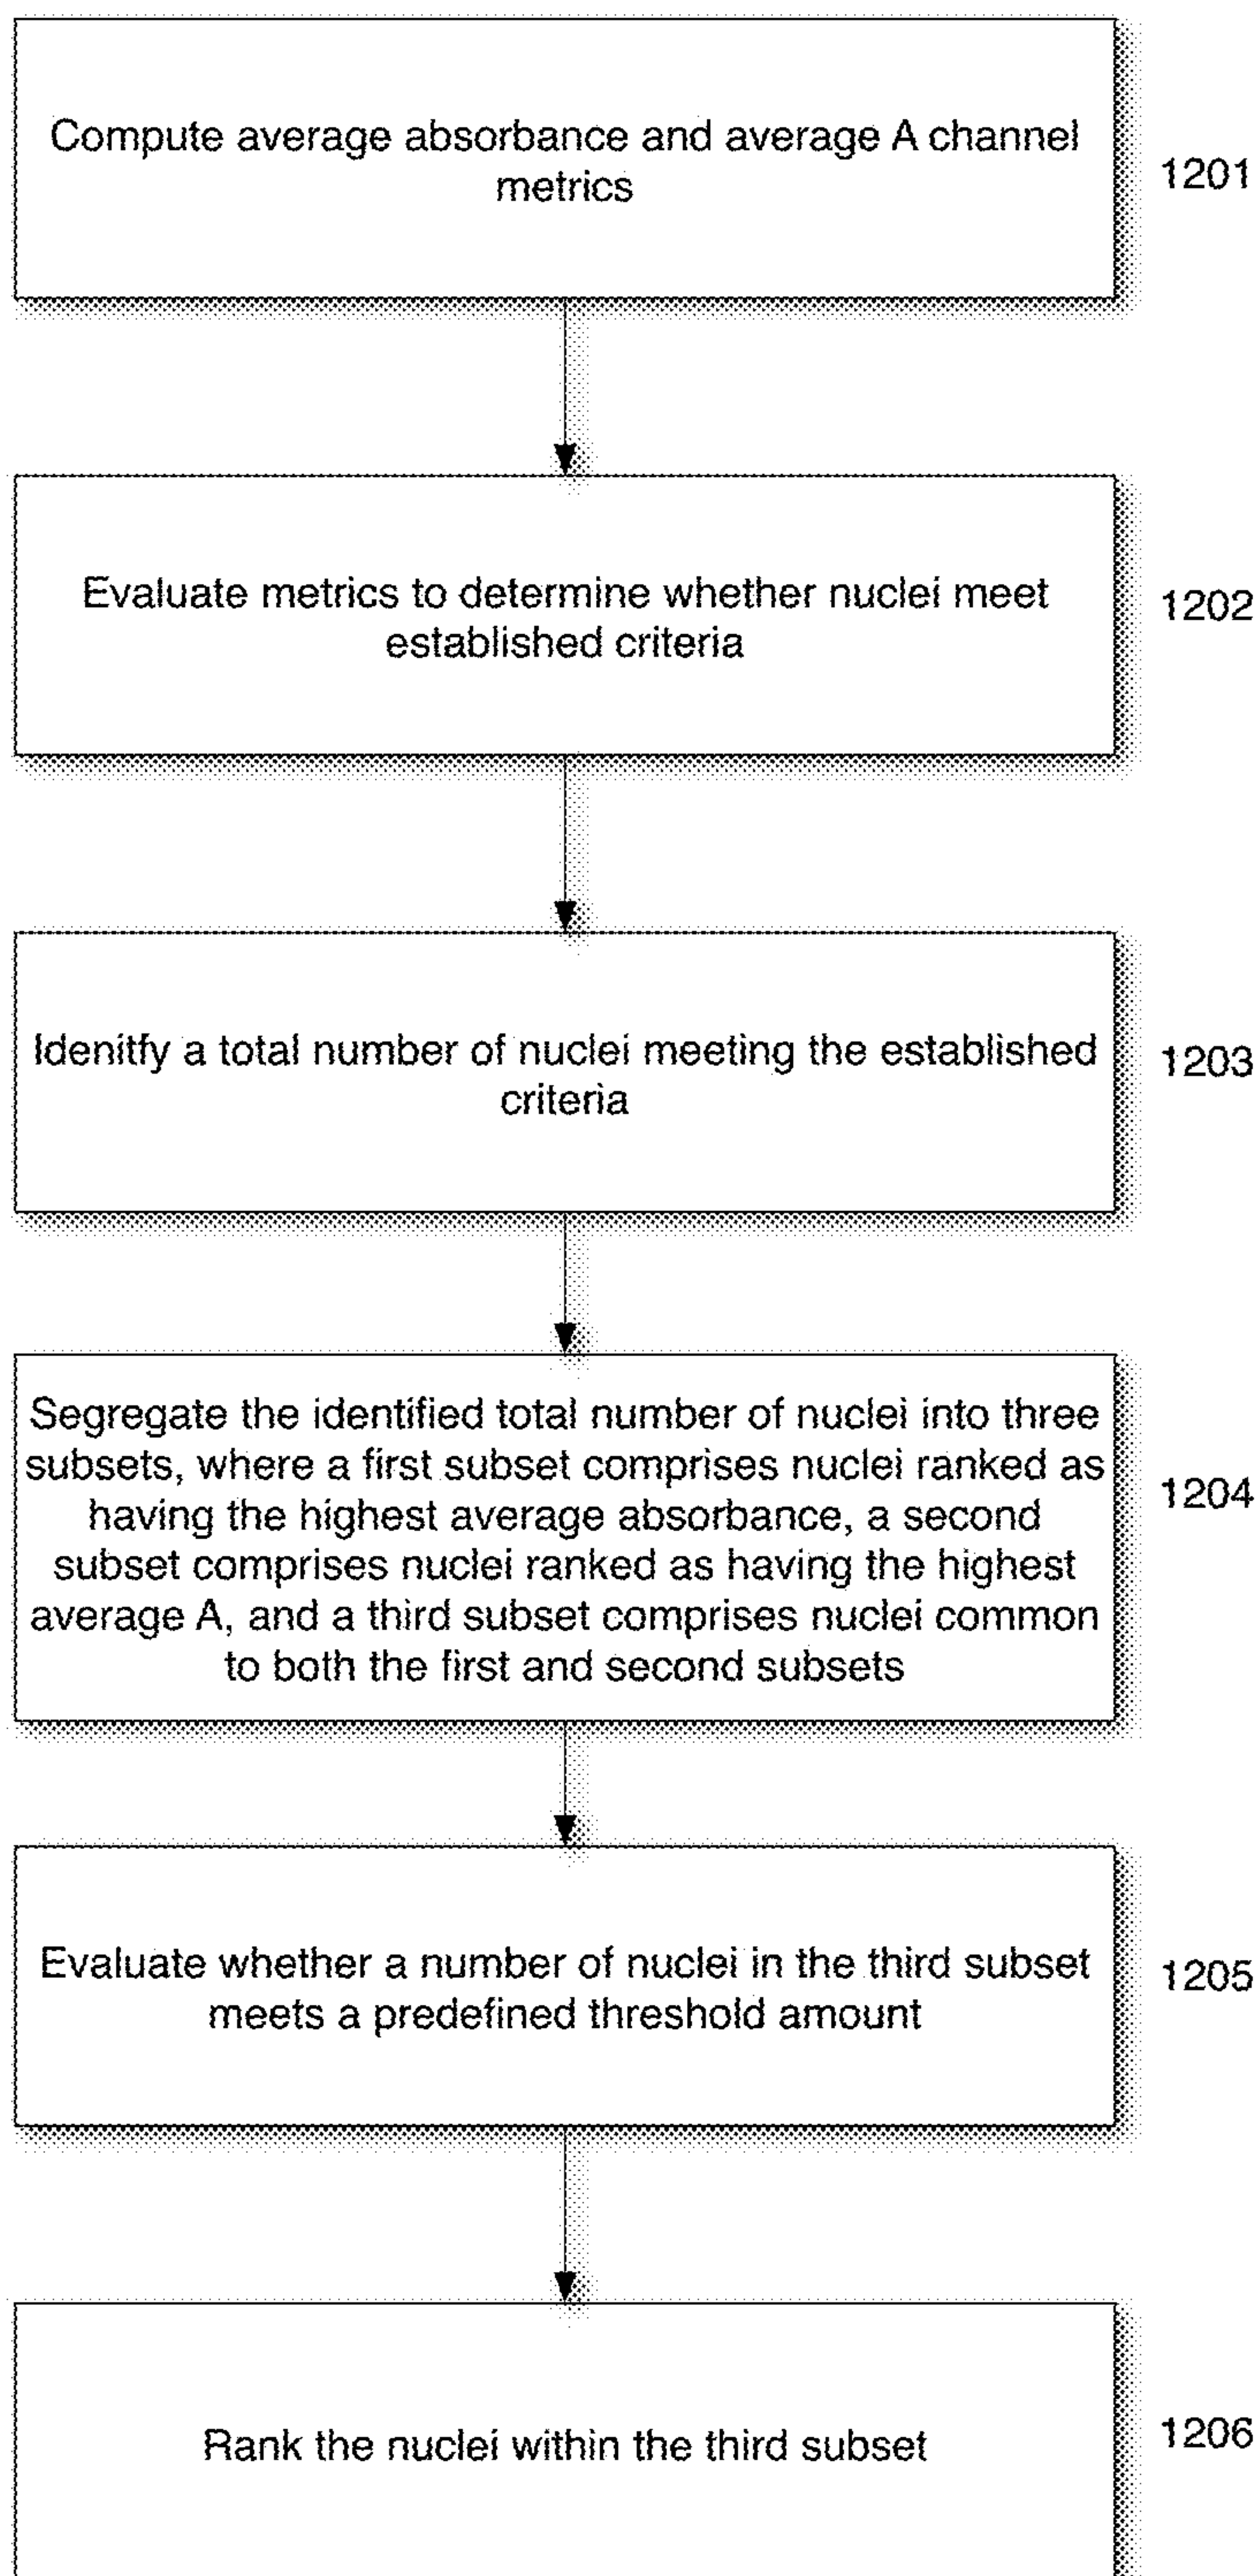 Compute average absorbance and average A channel
metrics
1201
Evaluate metrics to determine whether nuclei meet
established criteria
1202
Idenitfy a total number of nuclei meeting the established
criteria
1203
Segregate the identified total number of nuclei into three
subsets, where a first subset comprises nuclei ranked as
having the highest average absorbance, a second
subset comprises nuclei ranked as having the highest
average A, and a third subset comprises nuclei common
to both the first and second subsets
1204
Evaluate whether a number of nuclei in the third subset
meets a predefined threshold amount
1205
Rank the nuclei within the third subset
1206